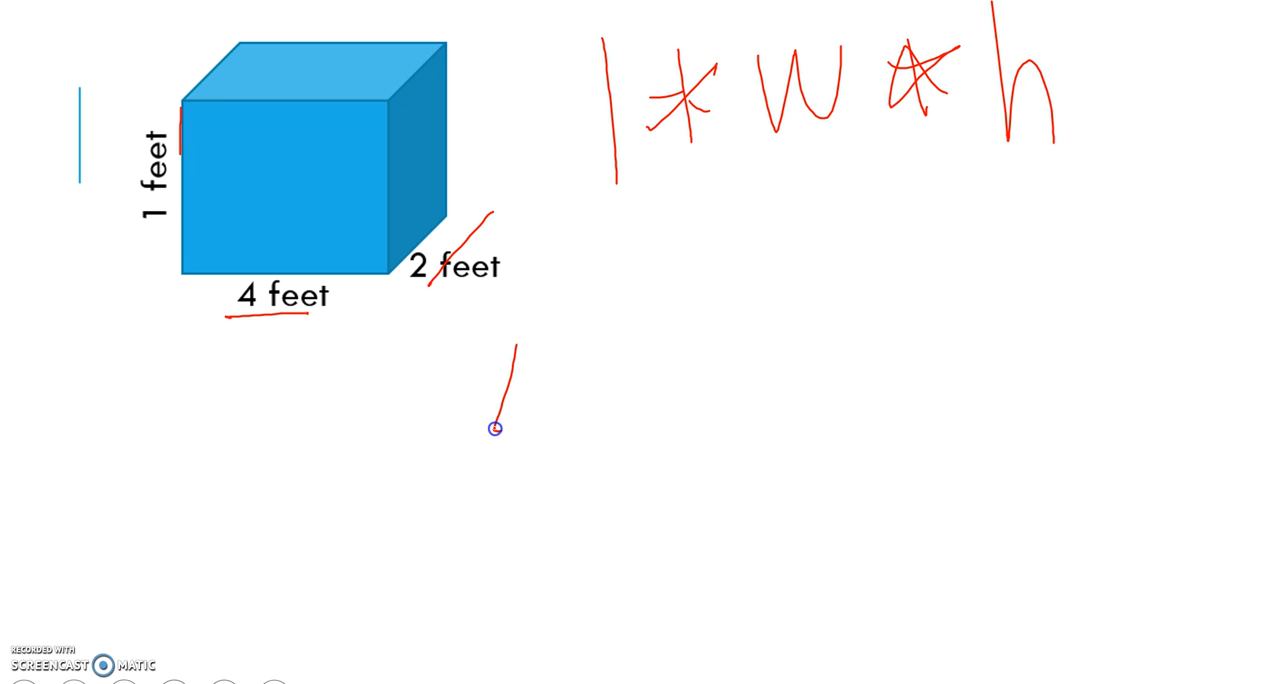 l * w * h
1 feet
2 feet
4 feet
RECORDED WITH
SCREENCAST MATIC